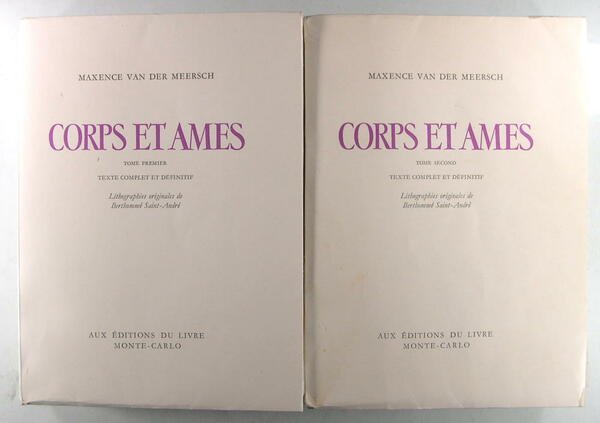 MAXENCE VAN DER MEERSCH
CORPS ET AMES
TOME PREMIER
TEXTE COMPLET ET DÉFINITIF
Lithographies originales de
Berthommé Saint-André
AUX ÉDITIONS DU LIVRE
MONTE-CARLO
MAXENCE VAN DER MEERSCH
CORPS ET AMES
TOME SECOND
TEXTE COMPLET ET DÉFINITIF
Lithographies originales de
Berthommé Saint-André
AUX ÉDITIONS DU LIVRE
MONTE-CARLO